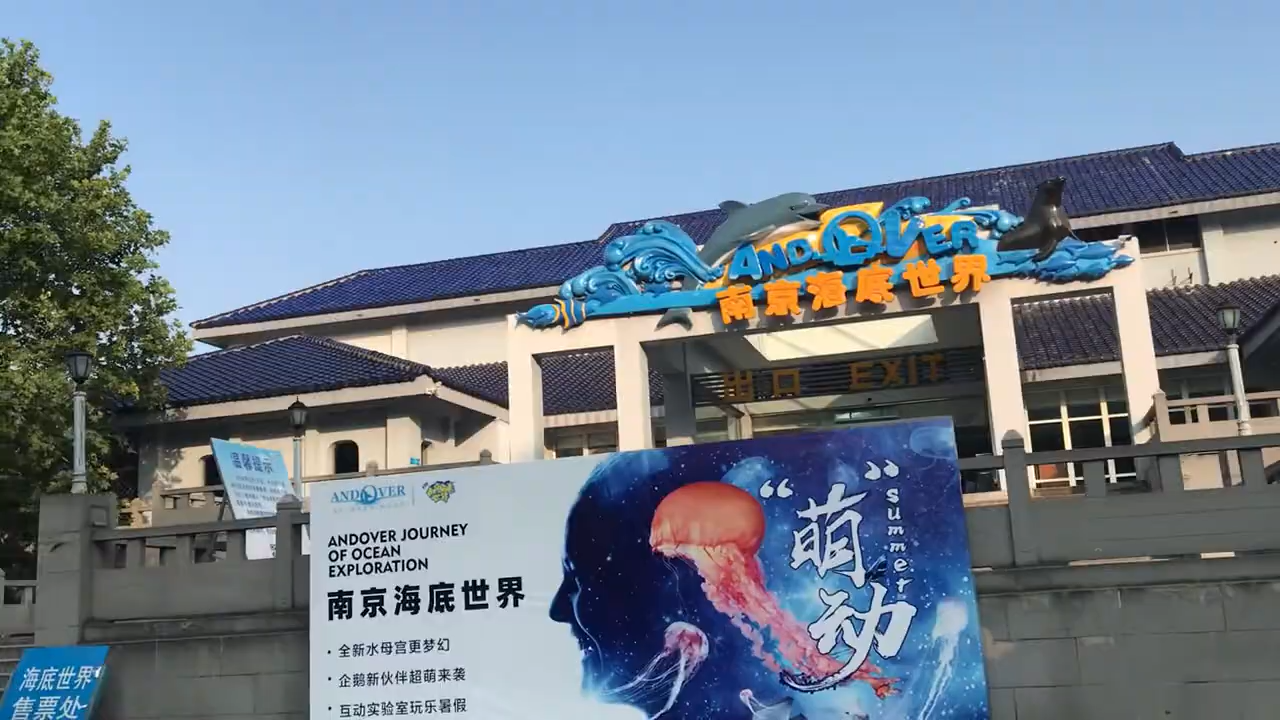 ANDOVER
南京海底世界
出口 EXIT
温馨提示
ANDOVER
ANDOVER JOURNEY
OF OCEAN
EXPLORATION
南京海底世界
· 全新水母宫更梦幻
· 企鹅新伙伴超萌来袭
· 互动实验室玩乐暑假
“萌动”
summer
海底世界
售票处